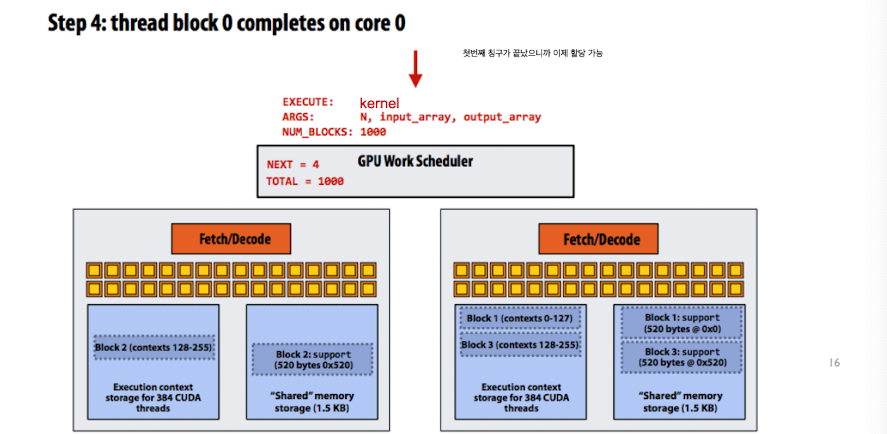 Step 4: thread block 0 completes on core 0
첫번째 칭구가 끝났으니까 이제 할당 가능
EXECUTE: kernel
ARGS: N, input_array, output_array
NUM_BLOCKS: 1000
NEXT = 4
GPU Work Scheduler
TOTAL = 1000
Fetch/Decode
Block 2 (contexts 128-255)
Block 2: support
(520 bytes 0x520)
Execution context
storage for 384 CUDA
threads
“Shared” memory
storage (1.5 KB)
Fetch/Decode
Block 1 (contexts 0-127)
Block 3 (contexts 128-255)
Block 1: support
(520 bytes @ 0x0)
Block 3: support
(520 bytes @ 0x520)
Execution context
storage for 384 CUDA
threads
“Shared” memory
storage (1.5 KB)
16